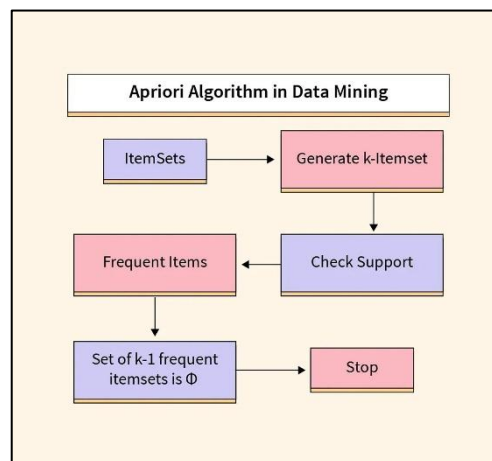 Apriori Algorithm in Data Mining
ItemSets
Generate k-Itemset
Frequent Items
Check Support
Set of k-1 frequent
itemsets is Φ
Stop